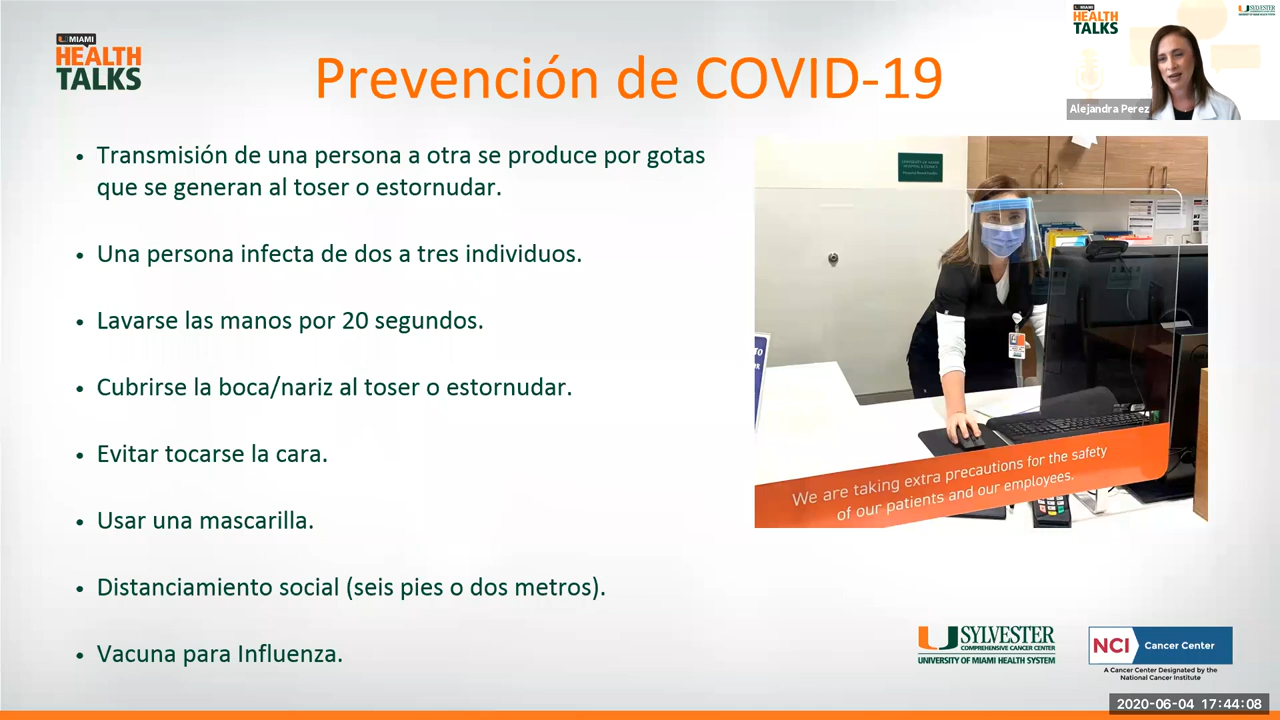 U MIAMI
HEALTH
TALKS
Prevención de COVID-19
U MIAMI
HEALTH
TALKS
SYLVESTER
Alejandra Perez
• Transmisión de una persona a otra se produce por gotas
que se generan al toser o estornudar.
• Una persona infecta de dos a tres individuos.
• Lavarse las manos por 20 segundos.
• Cubrirse la boca/nariz al toser o estornudar.
• Evitar tocarse la cara.
• Usar una mascarilla.
• Distanciamiento social (seis pies o dos metros).
• Vacuna para Influenza.
We are taking extra precautions for the safety
of our patients and our employees.
SYLVESTER
COMPREHENSIVE CANCER CENTER
UNIVERSITY OF MIAMI HEALTH SYSTEM
NCI Cancer Center
A Cancer Center Designated by the
National Cancer Institute
2020-06-04 17:44:08